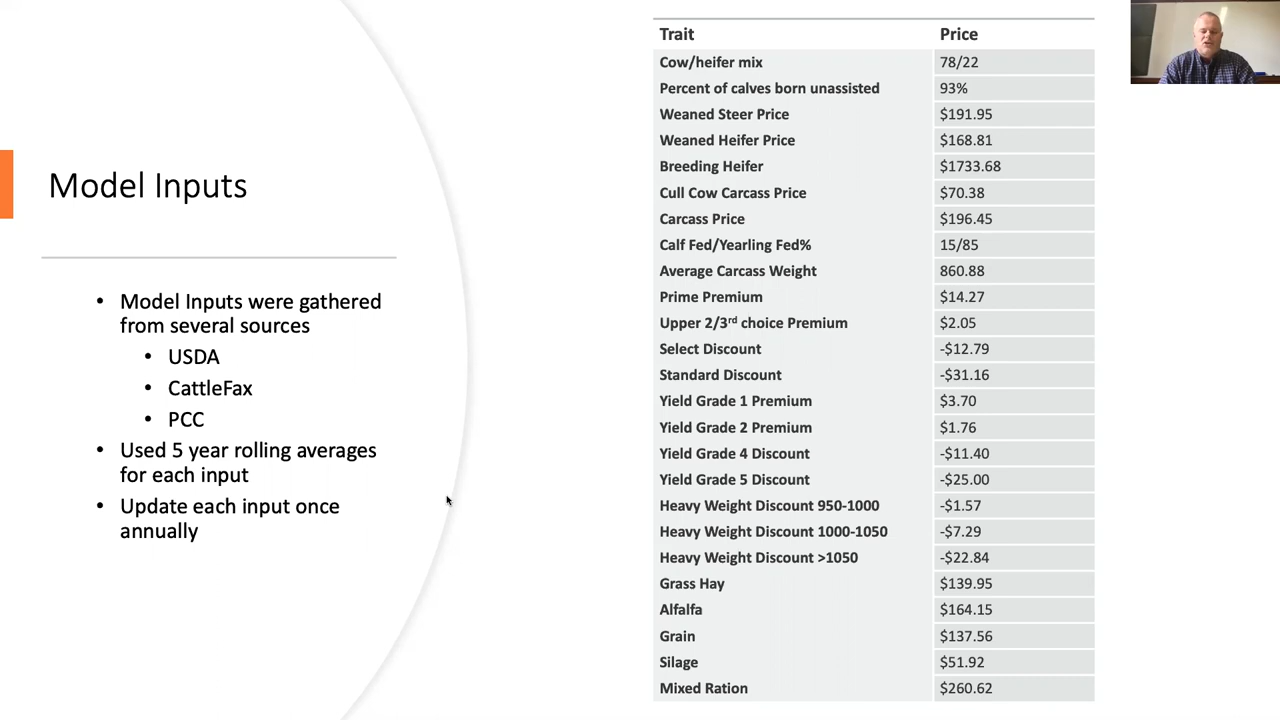 Model Inputs
• Model Inputs were gathered
from several sources
• USDA
• CattleFax
• PCC
• Used 5 year rolling averages
for each input
• Update each input once
annually
Trait Price
Cow/heifer mix 78/22
Percent of calves born unassisted 93%
Weaned Steer Price $191.95
Weaned Heifer Price $168.81
Breeding Heifer $1733.68
Cull Cow Carcass Price $70.38
Carcass Price $196.45
Calf Fed/Yearling Fed% 15/85
Average Carcass Weight 860.88
Prime Premium $14.27
Upper 2/3rd choice Premium $2.05
Select Discount -$12.79
Standard Discount -$31.16
Yield Grade 1 Premium $3.70
Yield Grade 2 Premium $1.76
Yield Grade 4 Discount -$11.40
Yield Grade 5 Discount -$25.00
Heavy Weight Discount 950-1000 -$1.57
Heavy Weight Discount 1000-1050 -$7.29
Heavy Weight Discount >1050 -$22.84
Grass Hay $139.95
Alfalfa $164.15
Grain $137.56
Silage $51.92
Mixed Ration $260.62